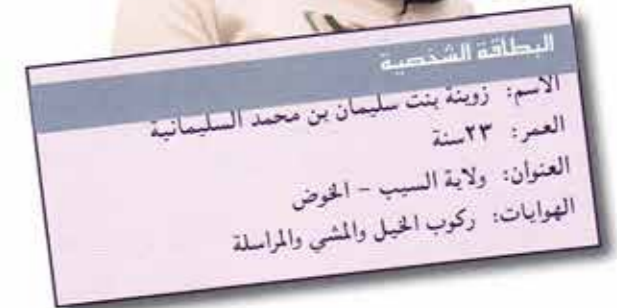 البطاقة الشخصية
الاسم: زوينة بنت سليمان بن محمد السليمانية
العمر: ٢٣سنة
العنوان: ولاية السيب - الخوض
الهوايات: ركوب الخيل والمشي والمراسلة